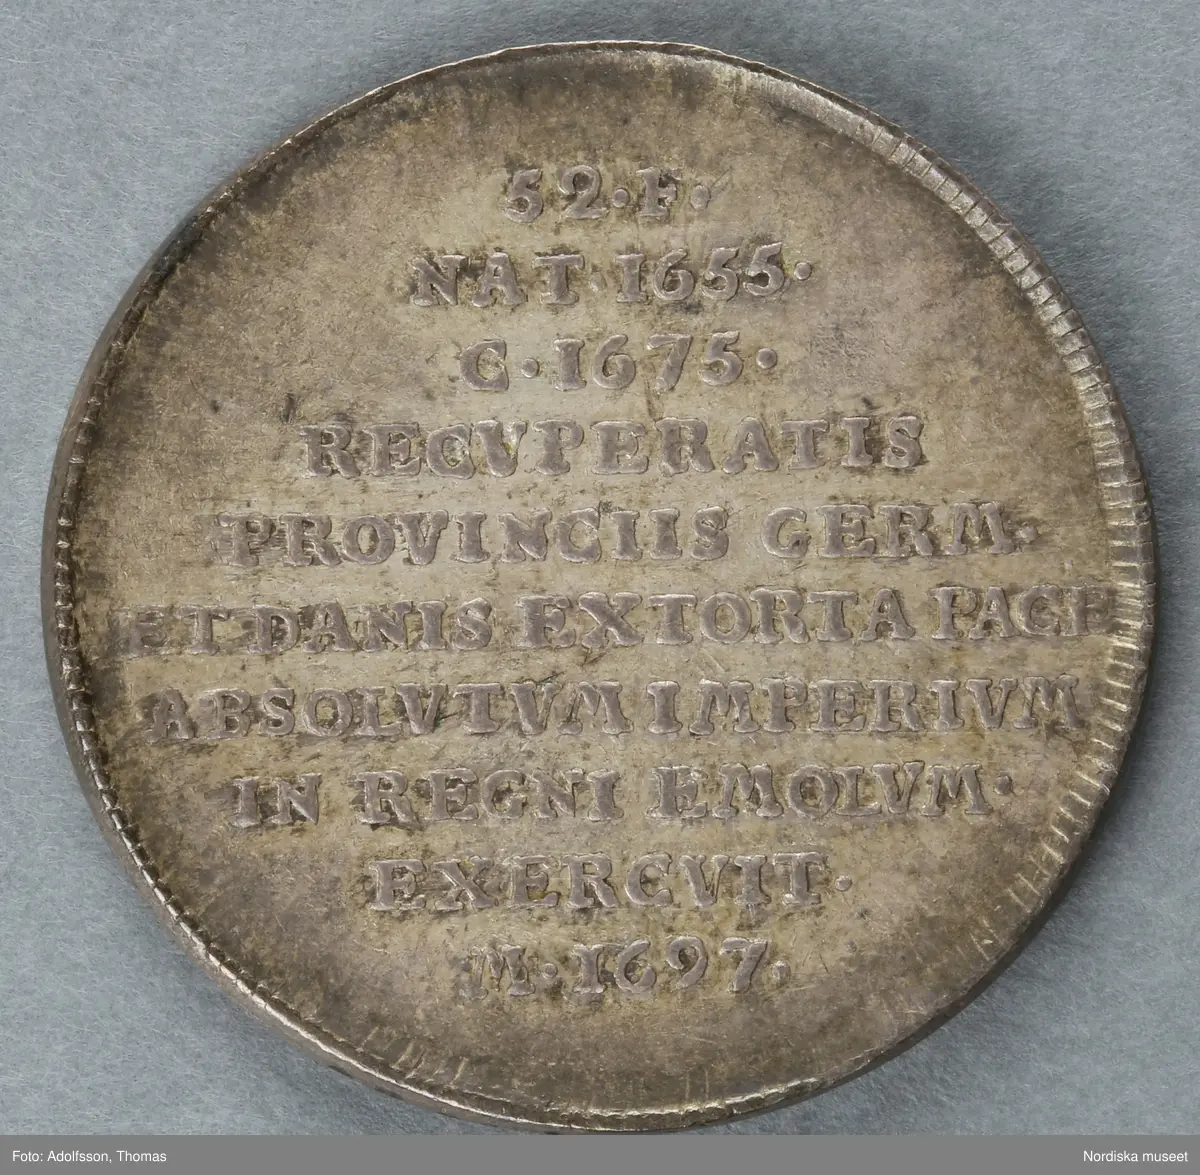 52·F·
NAT·1655·
C·1675·
RECVPERATIS
PROVINCIIS GERM·
ET DANIS EXTORTA PACE
ABSOLVTVM IMPERIVM
IN REGNI EMOLVM·
EXERCVIT·
M·1697·
Foto: Adolfsson, Thomas
Nordiska museet